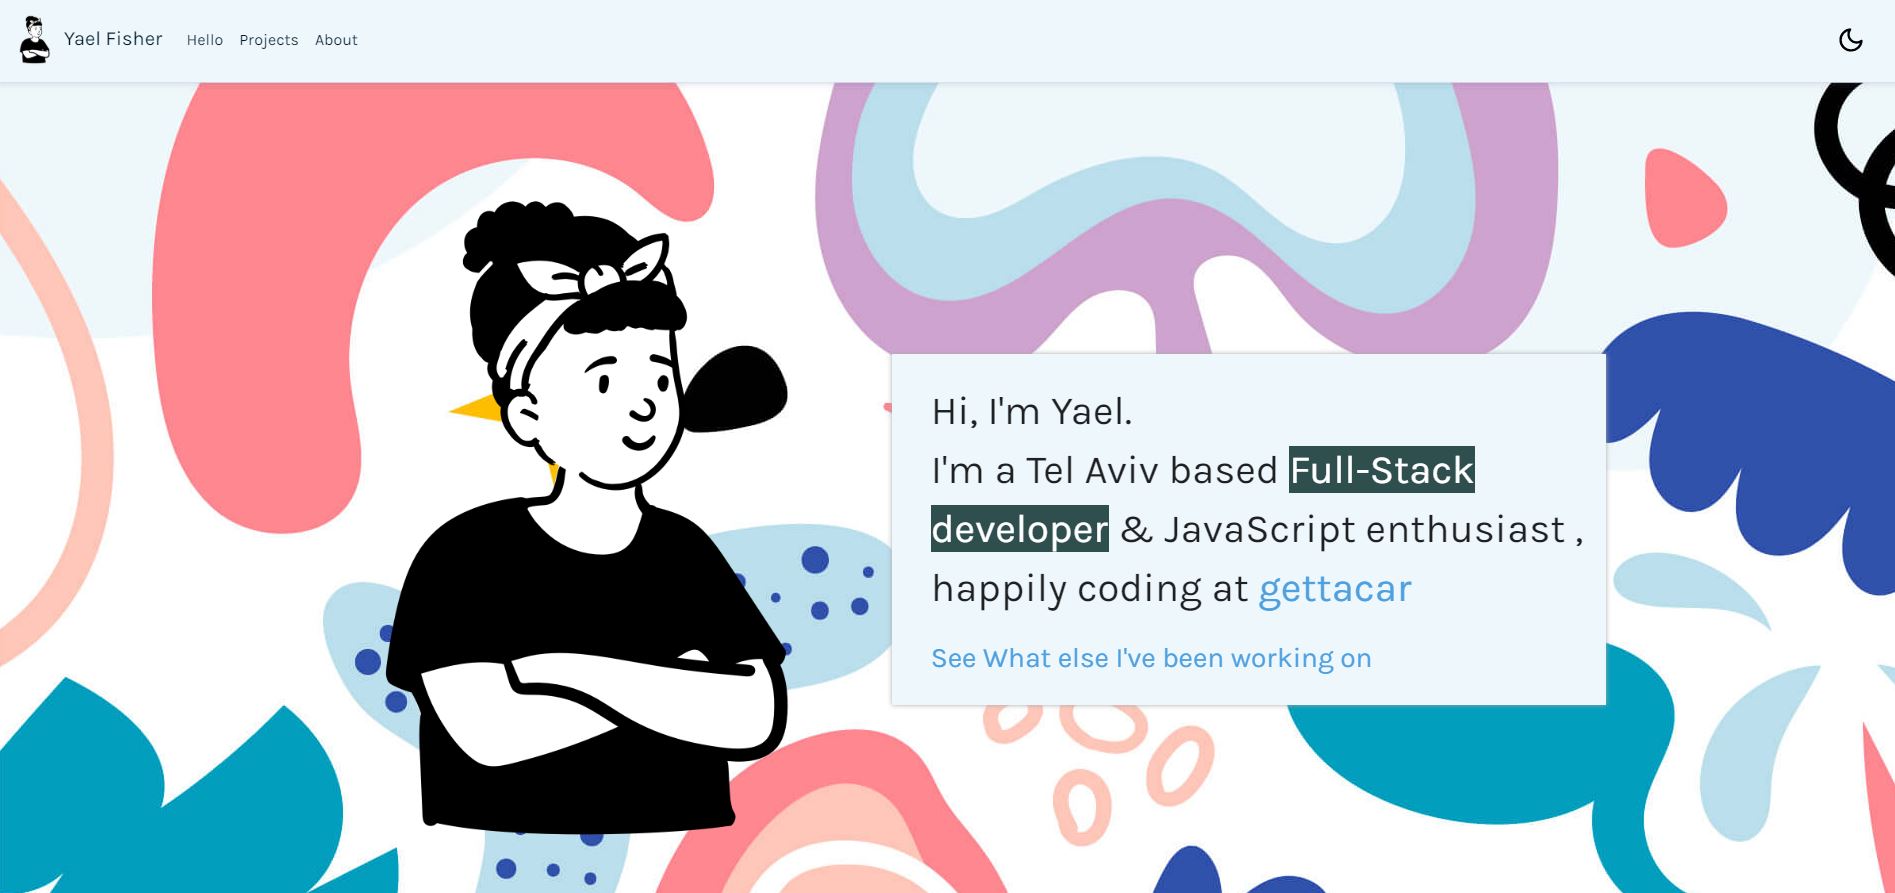 Yael Fisher Hello Projects About
Hi, I'm Yael.
I'm a Tel Aviv based Full-Stack
developer & JavaScript enthusiast ,
happily coding at gettacar
See What else I've been working on